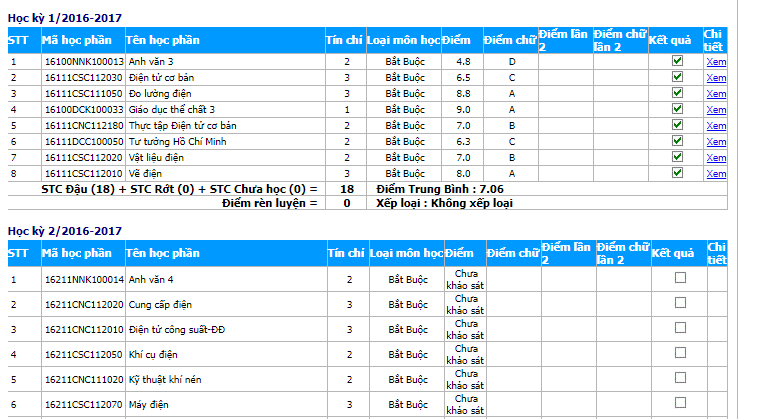 Học kỳ 1/2016-2017
STT Mã học phần Tên học phần Tín chỉ Loại môn học Điểm Điểm chữ Điểm lần 2 Điểm chữ lần 2 Kết quả Chi tiết
1 16100NNK100013 Anh văn 3 2 Bắt Buộc 4.8 D Xem
2 16111CSC112030 Điện tử cơ bản 3 Bắt Buộc 6.5 C Xem
3 16111CSC111050 Đo lường điện 3 Bắt Buộc 8.8 A Xem
4 16100DCK100033 Giáo dục thể chất 3 1 Bắt Buộc 9.0 A Xem
5 16111CNC112180 Thực tập Điện tử cơ bản 2 Bắt Buộc 7.0 B Xem
6 16111DCC100050 Tư tưởng Hồ Chí Minh 2 Bắt Buộc 6.3 C Xem
7 16111CSC112020 Vật liệu điện 2 Bắt Buộc 7.0 B Xem
8 16111CSC112010 Vẽ điện 3 Bắt Buộc 8.0 A Xem
STC Đậu (18) + STC Rớt (0) + STC Chưa học (0) = 18 Điểm Trung Bình : 7.06
Điểm rèn luyện = 0 Xếp loại : Không xếp loại
Học kỳ 2/2016-2017
STT Mã học phần Tên học phần Tín chỉ Loại môn học Điểm Điểm chữ Điểm lần 2 Điểm chữ lần 2 Kết quả Chi tiết
1 16211NNK100014 Anh văn 4 2 Bắt Buộc Chưa khảo sát
2 16211CNC112020 Cung cấp điện 3 Bắt Buộc Chưa khảo sát
3 16211CNC112010 Điện tử công suất-ĐĐ 3 Bắt Buộc Chưa khảo sát
4 16211CSC112050 Khí cụ điện 2 Bắt Buộc Chưa khảo sát
5 16211CNC111020 Kỹ thuật khí nén 2 Bắt Buộc Chưa khảo sát
6 16211CSC112070 Máy điện 3 Bắt Buộc Chưa khảo sát